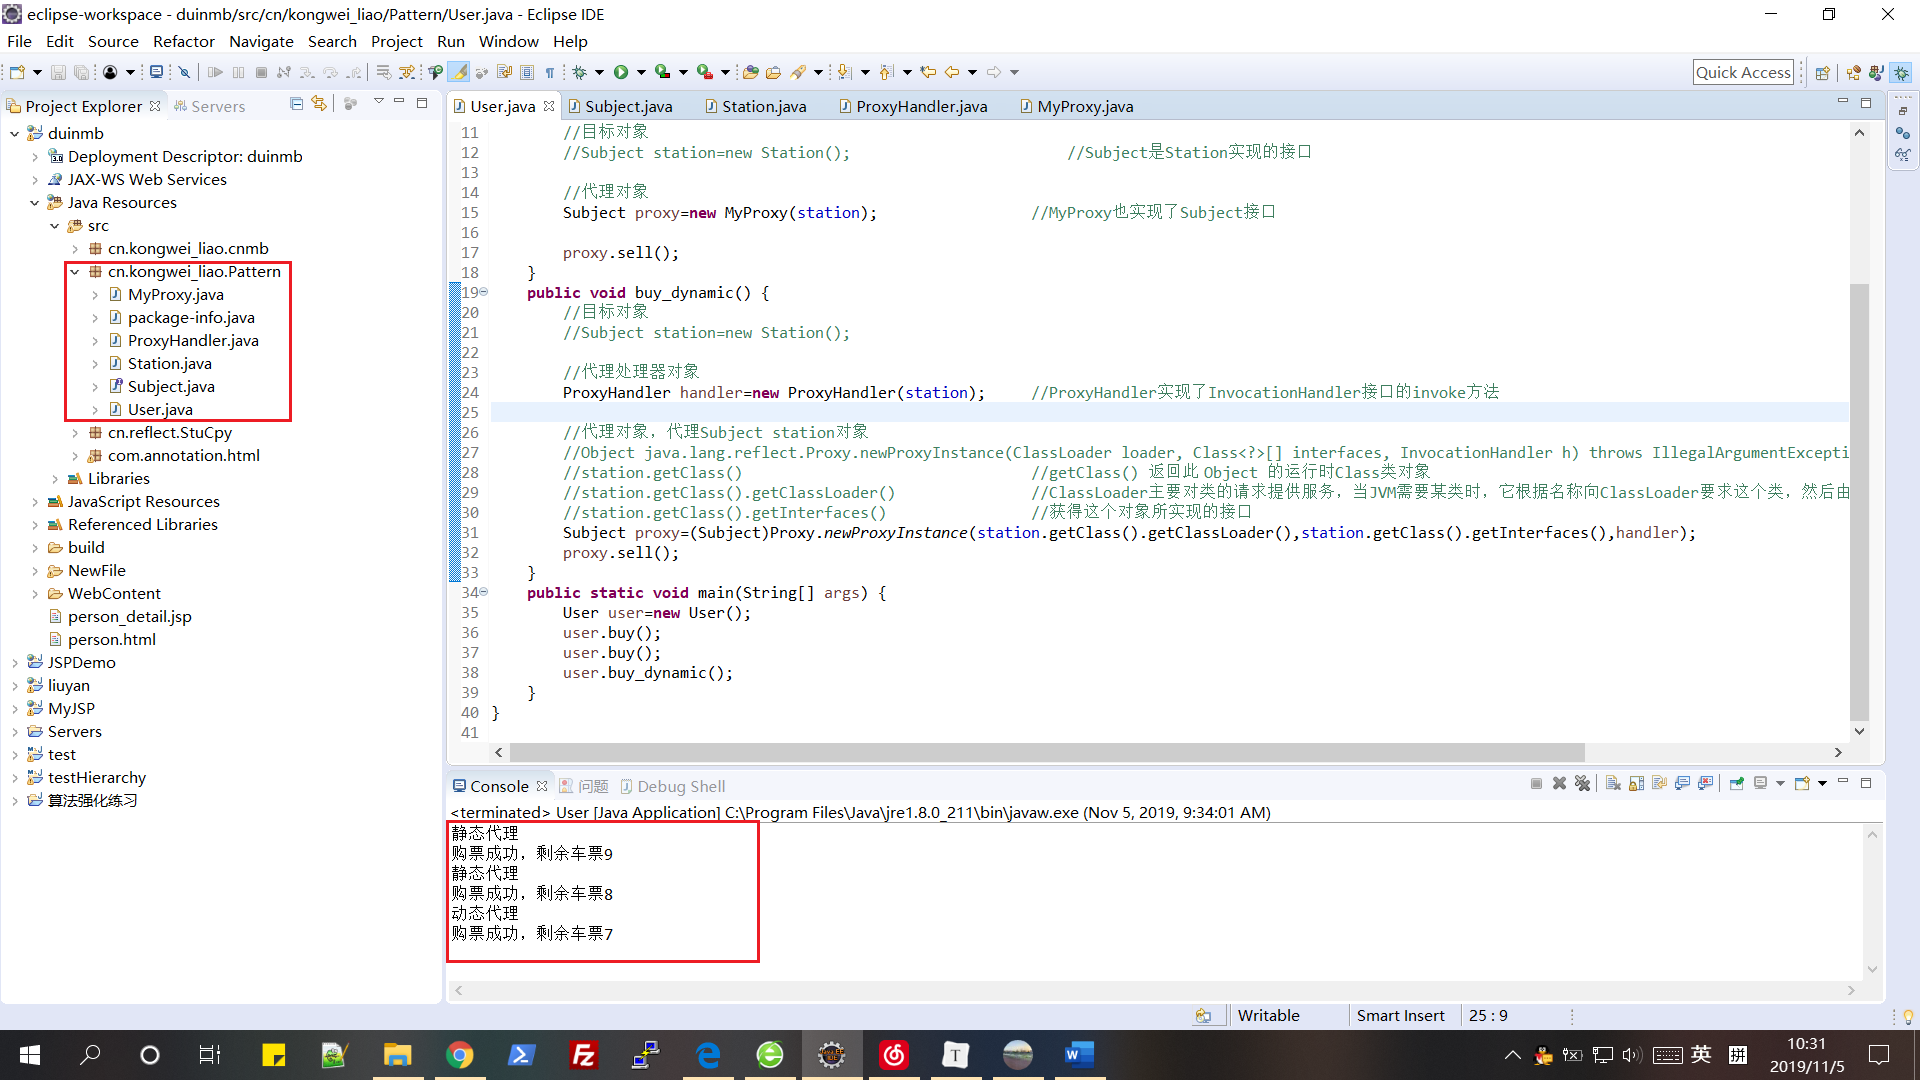 eclipse-workspace - duinmb/src/cn/kongwei_liao/Pattern/User.java - Eclipse IDE
File Edit Source Refactor Navigate Search Project Run Window Help
Quick Access
Project Explorer Servers
duinmb
Deployment Descriptor: duinmb
JAX-WS Web Services
Java Resources
src
cn.kongwei_liao.cnmb
cn.kongwei_liao.Pattern
MyProxy.java
package-info.java
ProxyHandler.java
Station.java
Subject.java
User.java
cn.reflect.StuCpy
com.annotation.html
Libraries
JavaScript Resources
Referenced Libraries
build
NewFile
WebContent
person_detail.jsp
person.html
JSPDemo
liuyan
MyJSP
Servers
test
testHierarchy
算法强化练习
User.java Subject.java Station.java ProxyHandler.java MyProxy.java
11 //目标对象
12 //Subject station=new Station(); //Subject是Station实现的接口
13
14 //代理对象
15 Subject proxy=new MyProxy(station); //MyProxy也实现了Subject接口
16
17 proxy.sell();
18 }
19 public void buy_dynamic() {
20 //目标对象
21 //Subject station=new Station();
22
23 //代理处理器对象
24 ProxyHandler handler=new ProxyHandler(station); //ProxyHandler实现了InvocationHandler接口的invoke方法
25
26 //代理对象，代理Subject station对象
27 //Object java.lang.reflect.Proxy.newProxyInstance(ClassLoader loader, Class<?>[] interfaces, InvocationHandler h) throws IllegalArgumentExcepti
28 //station.getClass() //getClass() 返回此 Object 的运行时Class类对象
29 //station.getClass().getClassLoader() //ClassLoader主要对类的请求提供服务，当JVM需要某类时，它根据名称向ClassLoader要求这个类，然后由
30 //station.getClass().getInterfaces() //获得这个对象所实现的接口
31 Subject proxy=(Subject)Proxy.newProxyInstance(station.getClass().getClassLoader(),station.getClass().getInterfaces(),handler);
32 proxy.sell();
33 }
34 public static void main(String[] args) {
35 User user=new User();
36 user.buy();
37 user.buy();
38 user.buy_dynamic();
39 }
40 }
41
Console 问题 Debug Shell
<terminated> User [Java Application] C:\Program Files\Java\jre1.8.0_211\bin\javaw.exe (Nov 5, 2019, 9:34:01 AM)
静态代理
购票成功，剩余车票9
静态代理
购票成功，剩余车票8
动态代理
购票成功，剩余车票7
Writable Smart Insert 25 : 9
英 拼 10:31
2019/11/5